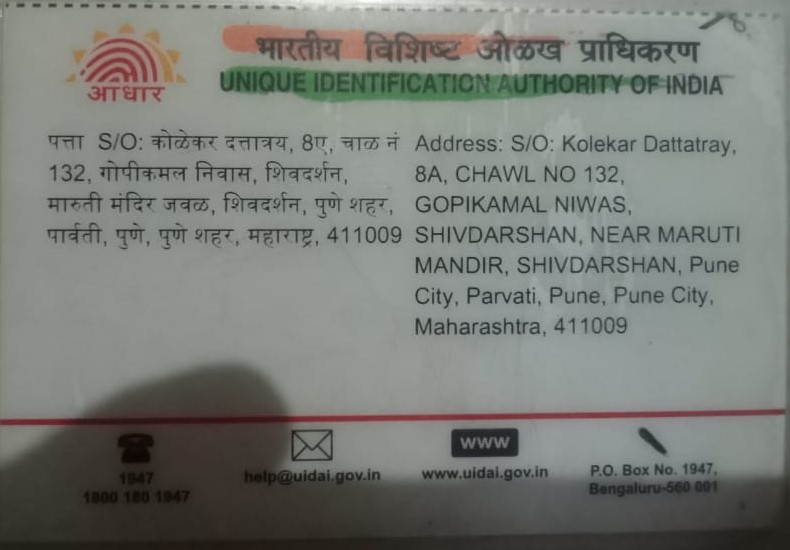 भारतीय विशिष्ट ओळख प्राधिकरण
UNIQUE IDENTIFICATION AUTHORITY OF INDIA
आधार
पत्ता S/O: कोळेकर दत्तात्रय, 8ए, चाळ नं
132, गोपीकमल निवास, शिवदर्शन,
मारुती मंदिर जवळ, शिवदर्शन, पुणे शहर,
पार्वती, पुणे, पुणे शहर, महाराष्ट्र, 411009
Address: S/O: Kolekar Dattatray,
8A, CHAWL NO 132,
GOPIKAMAL NIWAS,
SHIVDARSHAN, NEAR MARUTI
MANDIR, SHIVDARSHAN, Pune
City, Parvati, Pune, Pune City,
Maharashtra, 411009
1947
1800 180 1947
help@uidai.gov.in
www
www.uidai.gov.in
P.O. Box No. 1947,
Bengaluru-560 001